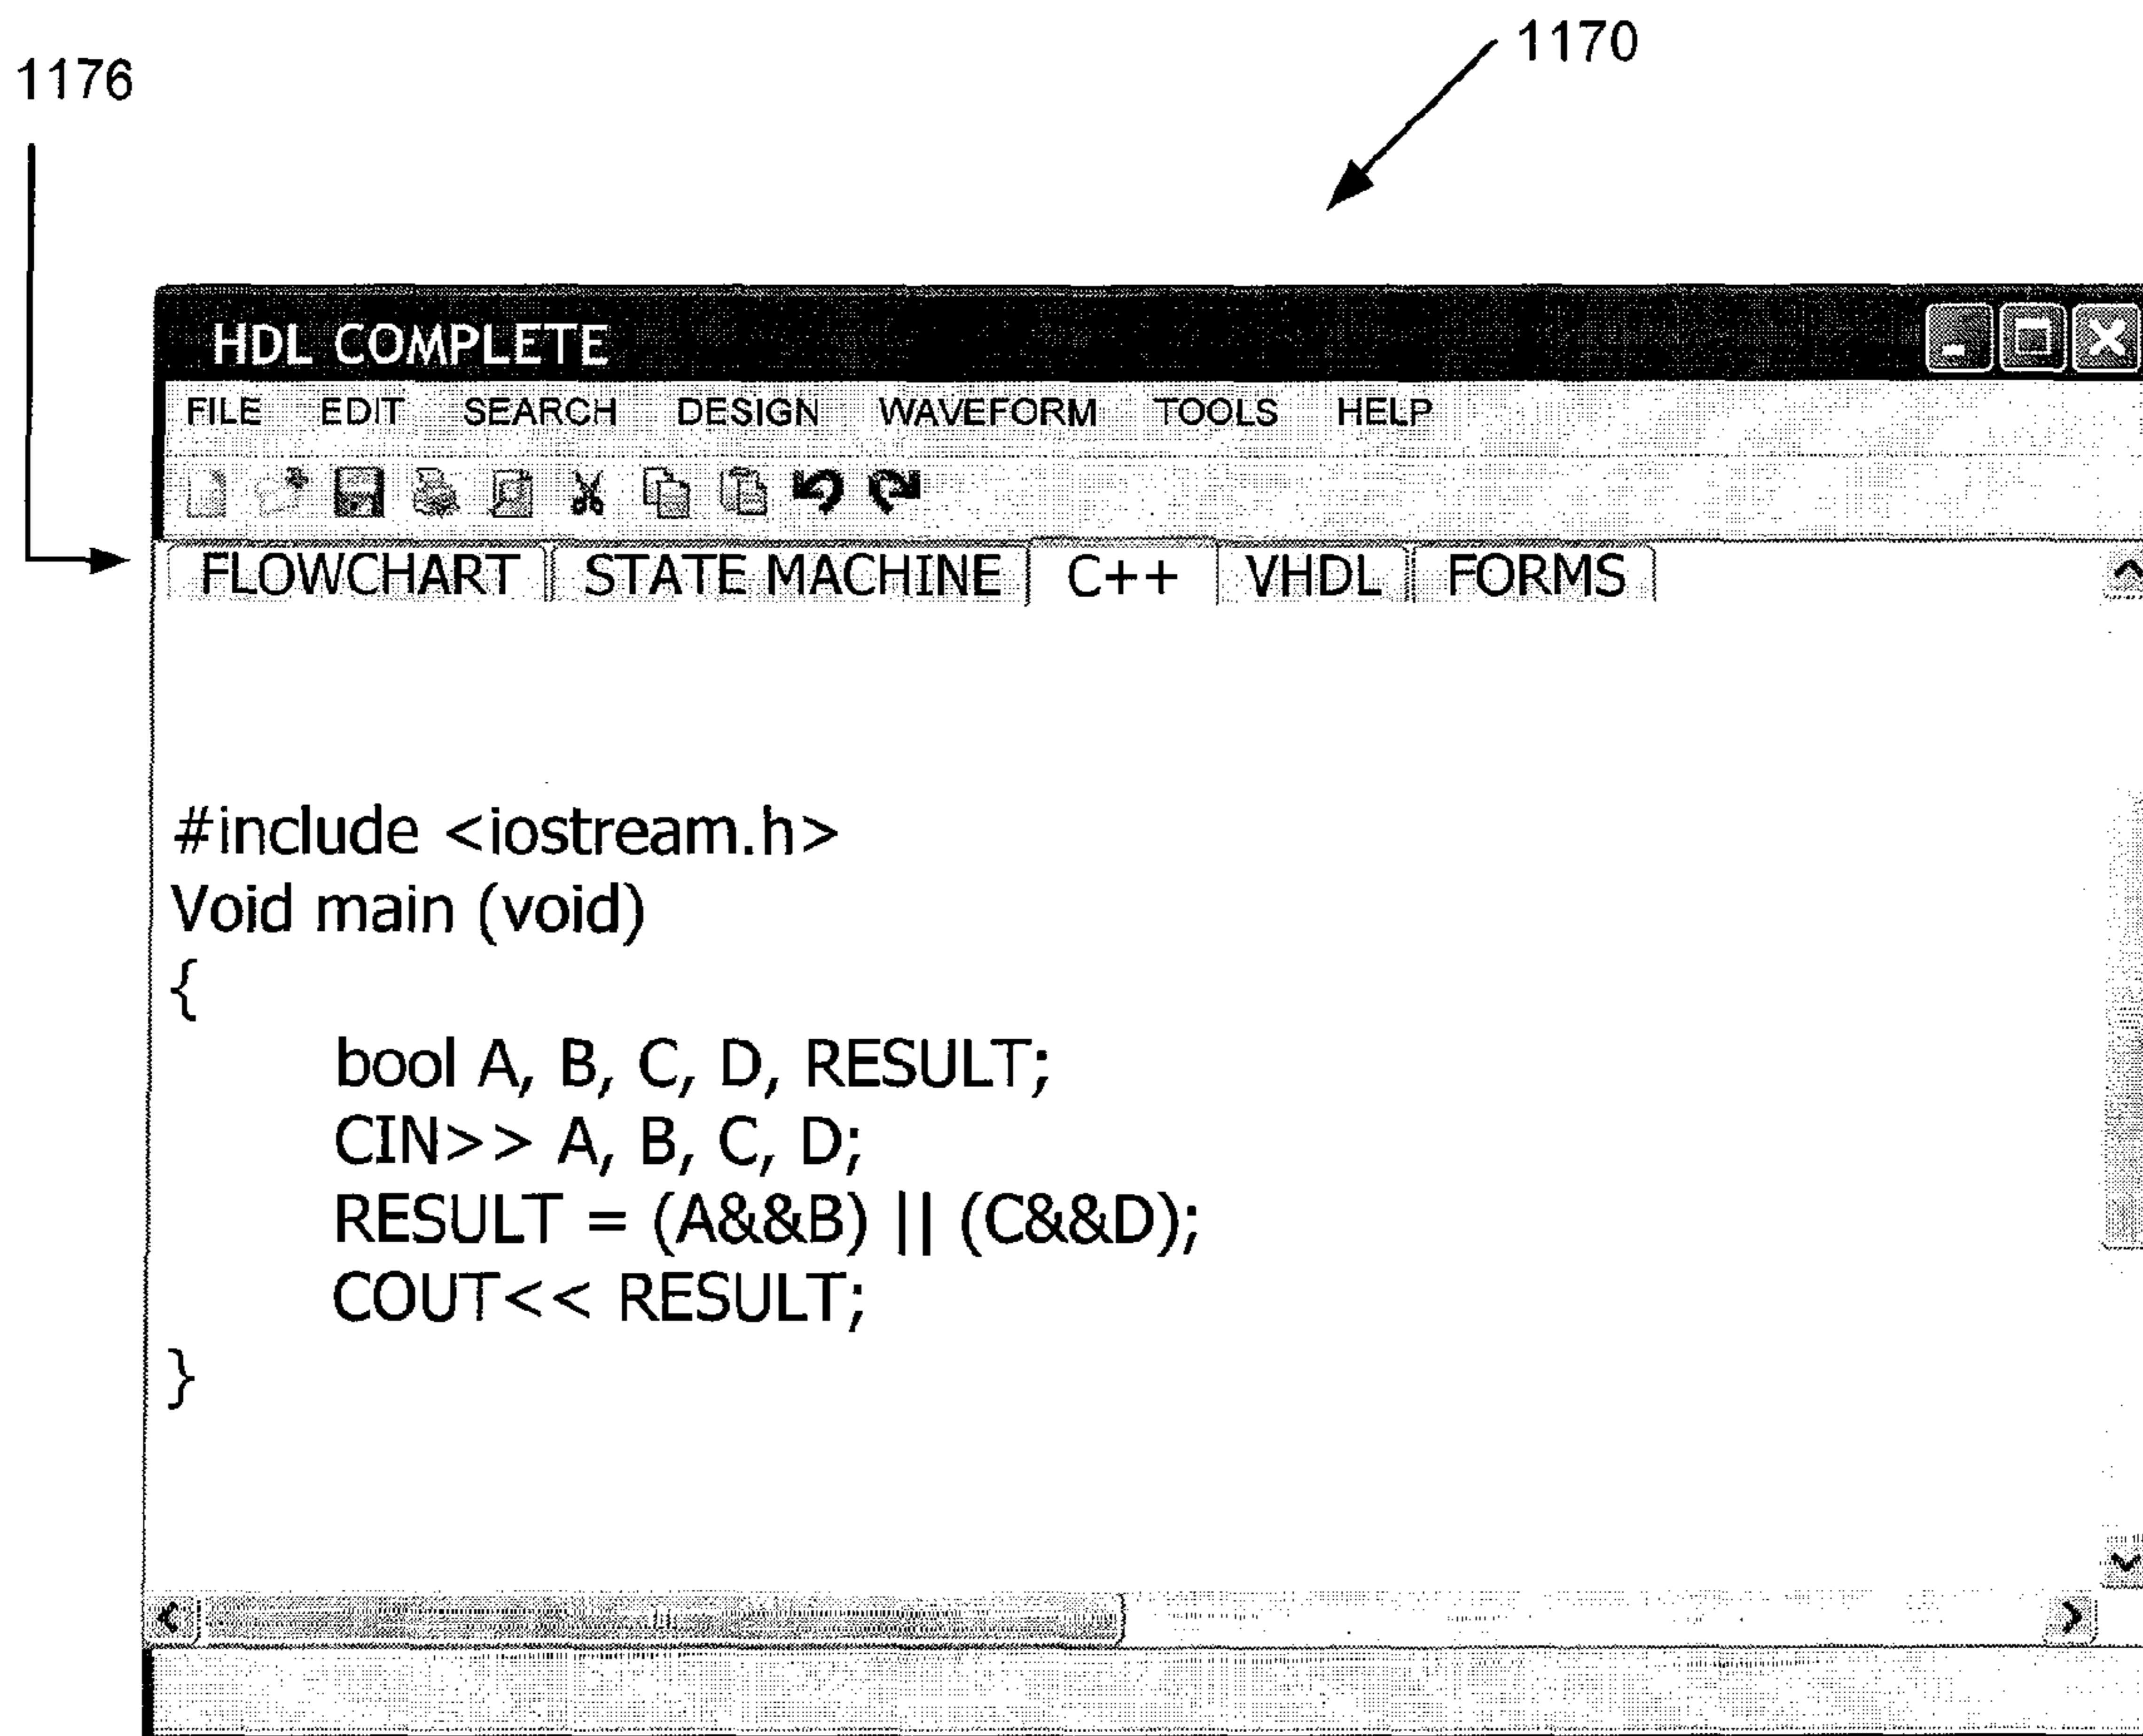 1170
1176
HDL COMPLETE
FILE EDIT SEARCH DESIGN WAVEFORM TOOLS HELP
FLOWCHART STATE MACHINE C++ VHDL FORMS
#include <iostream.h>
Void main (void)
{
bool A, B, C, D, RESULT;
CIN>> A, B, C, D;
RESULT = (A&&B) || (C&&D);
COUT<< RESULT;
}